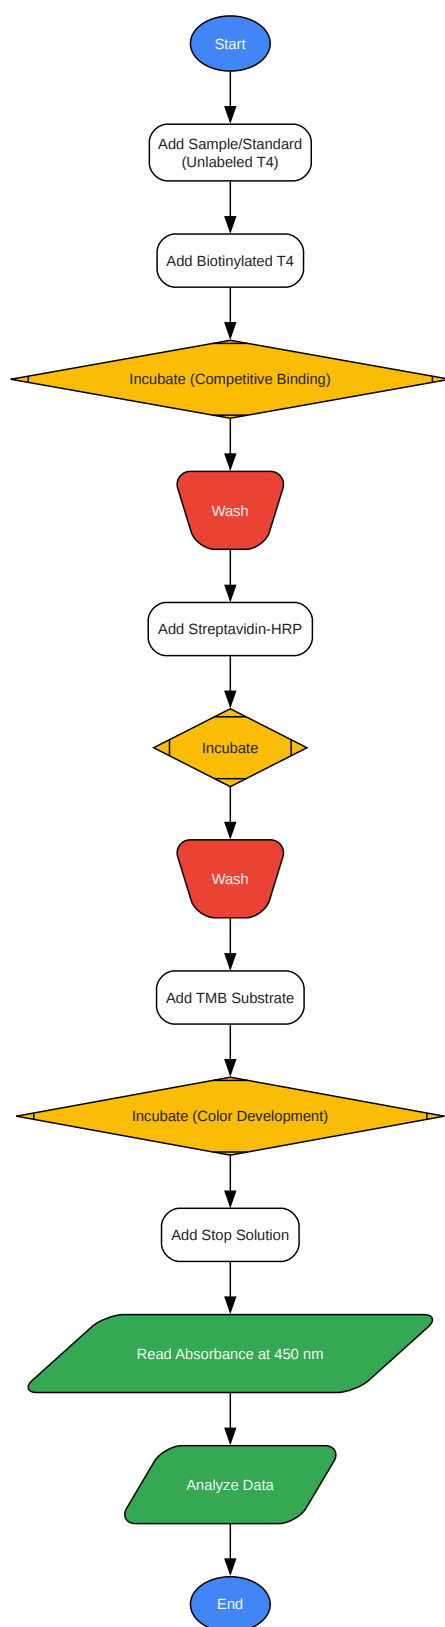 Start
Add Sample/Standard
(Unlabeled T4)
Add Biotinylated T4
Incubate (Competitive Binding)
Wash
Add Streptavidin-HRP
Incubate
Wash
Add TMB Substrate
Incubate (Color Development)
Add Stop Solution
Read Absorbance at 450 nm
Analyze Data
End